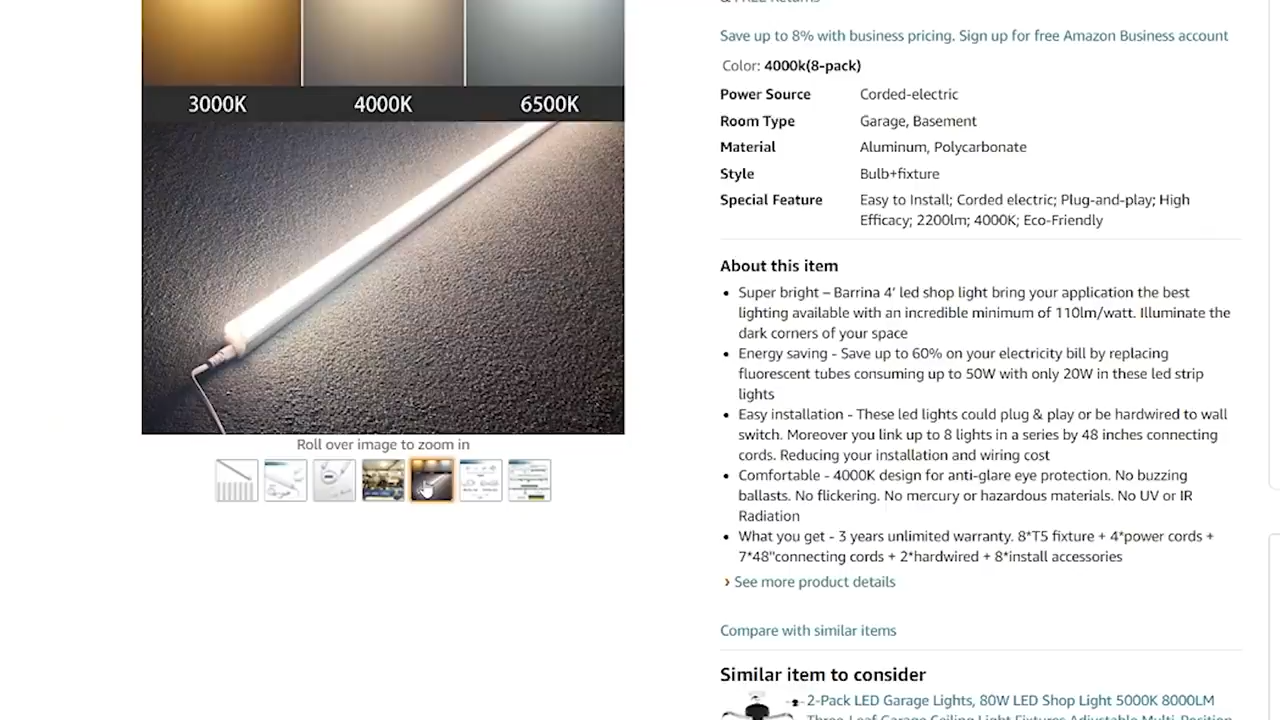 & FREE Returns
Save up to 8% with business pricing. Sign up for free Amazon Business account
Color: 4000k(8-pack)
3000K 4000K 6500K
Power Source Corded-electric
Room Type Garage, Basement
Material Aluminum, Polycarbonate
Style Bulb+fixture
Special Feature Easy to Install; Corded electric; Plug-and-play; High
Efficacy; 2200lm; 4000K; Eco-Friendly
About this item
Super bright – Barrina 4’ led shop light bring your application the best
lighting available with an incredible minimum of 110lm/watt. Illuminate the
dark corners of your space
Energy saving - Save up to 60% on your electricity bill by replacing
fluorescent tubes consuming up to 50W with only 20W in these led strip
lights
Easy installation - These led lights could plug & play or be hardwired to wall
switch. Moreover you link up to 8 lights in a series by 48 inches connecting
cords. Reducing your installation and wiring cost
Roll over image to zoom in
Comfortable - 4000K design for anti-glare eye protection. No buzzing
ballasts. No flickering. No mercury or hazardous materials. No UV or IR
Radiation
What you get - 3 years unlimited warranty. 8*T5 fixture + 4*power cords +
7*48"connecting cords + 2*hardwired + 8*install accessories
› See more product details
Compare with similar items
Similar item to consider
2-Pack LED Garage Lights, 80W LED Shop Light 5000K 8000LM
Three-Leaf Garage Ceiling Light Fixtures Adjustable Multi-Position